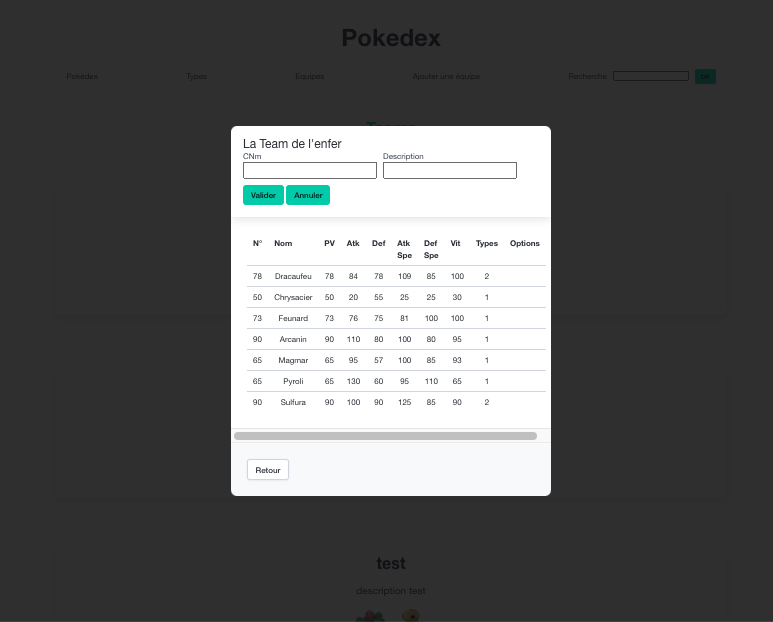 Pokedex
Pokedex Types Equipes Ajouter une équipe Recherche OK
La Team de l'enfer
CNm Description
Valider Annuler
N° Nom PV Atk Def Atk Spe Def Spe Vit Types Options
78 Dracaufeu 78 84 78 109 85 100 2
50 Chrysacier 50 20 55 25 25 30 1
73 Feunard 73 76 75 81 100 100 1
90 Arcanin 90 110 80 100 80 95 1
65 Magmar 65 95 57 100 85 93 1
65 Pyroli 65 130 60 95 110 65 1
90 Sulfura 90 100 90 125 85 90 2
Retour
test
description test